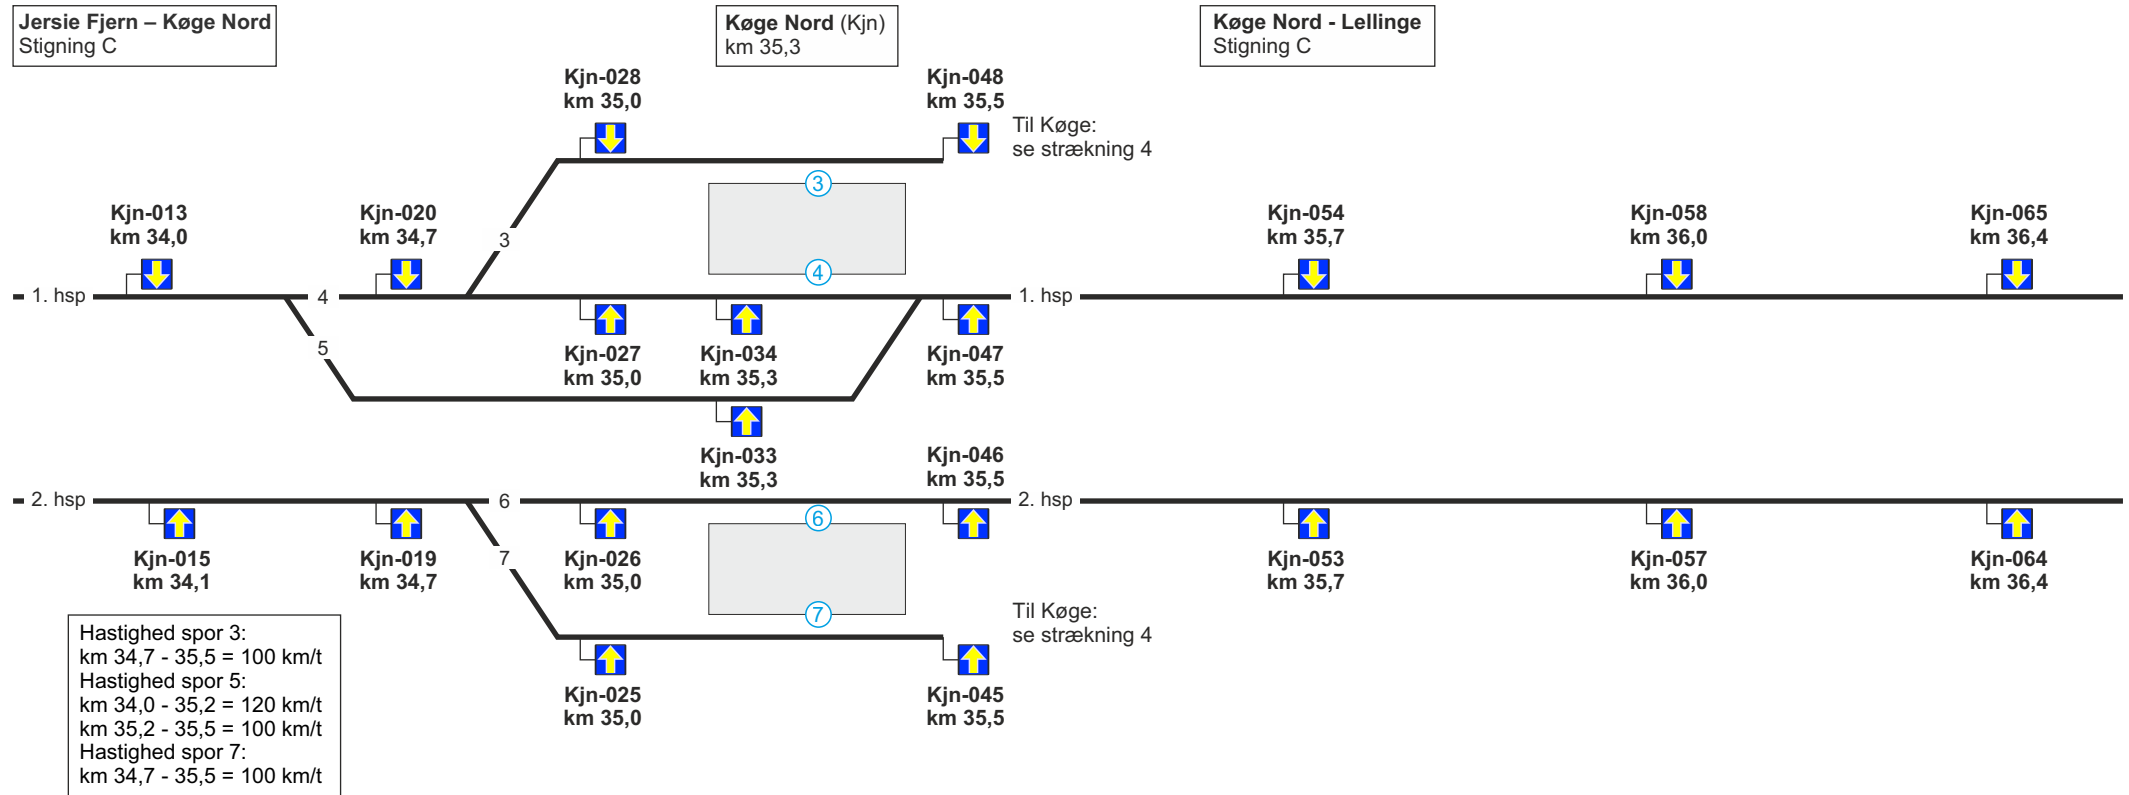 Jersie Fjern – Køge Nord
Stigning C
Køge Nord (Kjn)
km 35,3
Køge Nord - Lellinge
Stigning C
Kjn-028
km 35,0
Kjn-048
km 35,5
Til Køge:
se strækning 4
3
Kjn-013
km 34,0
Kjn-020
km 34,7
3
Kjn-054
km 35,7
Kjn-058
km 36,0
Kjn-065
km 36,4
4
1. hsp
4
1. hsp
5
Kjn-027
km 35,0
Kjn-034
km 35,3
Kjn-047
km 35,5
Kjn-033
km 35,3
Kjn-046
km 35,5
2. hsp
6
2. hsp
6
Kjn-015
km 34,1
Kjn-019
km 34,7
7
Kjn-026
km 35,0
Kjn-053
km 35,7
Kjn-057
km 36,0
Kjn-064
km 36,4
7
Til Køge:
se strækning 4
Kjn-025
km 35,0
Kjn-045
km 35,5
Hastighed spor 3:
km 34,7 - 35,5 = 100 km/t
Hastighed spor 5:
km 34,0 - 35,2 = 120 km/t
km 35,2 - 35,5 = 100 km/t
Hastighed spor 7:
km 34,7 - 35,5 = 100 km/t